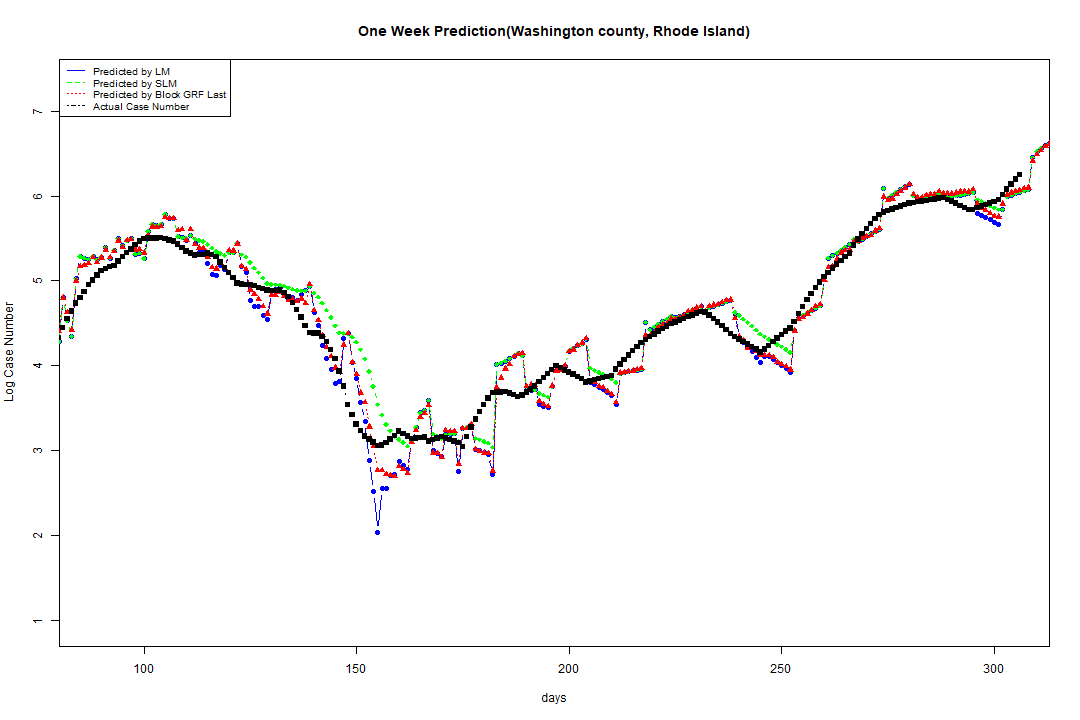 One Week Prediction(Washington county, Rhode Island)
Predicted by LM
Predicted by SLM
Predicted by Block GRF Last
Actual Case Number
7
6
5
4
3
2
1
Log Case Number
100 150 200 250 300
days